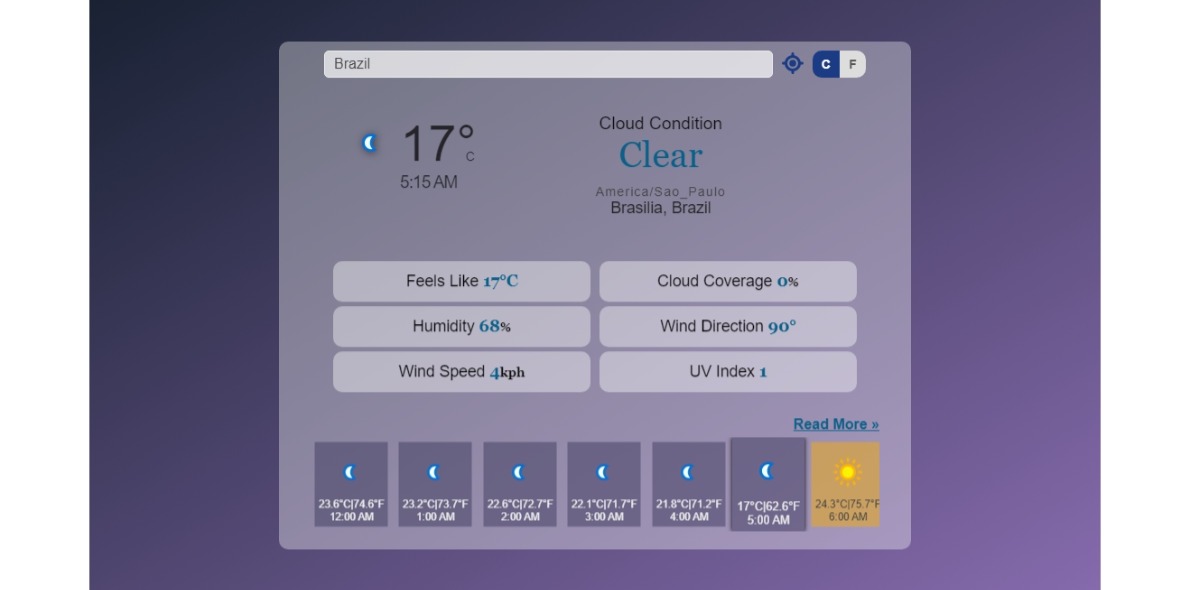 Brazil
C F
17°
C
5:15 AM
Cloud Condition
Clear
America/Sao_Paulo
Brasilia, Brazil
Feels Like 17°C
Cloud Coverage 0%
Humidity 68%
Wind Direction 90°
Wind Speed 4kph
UV Index 1
Read More »
23.6°C|74.6°F
12:00 AM
23.2°C|73.7°F
1:00 AM
22.6°C|72.7°F
2:00 AM
22.1°C|71.7°F
3:00 AM
21.8°C|71.2°F
4:00 AM
17°C|62.6°F
5:00 AM
24.3°C|75.7°F
6:00 AM